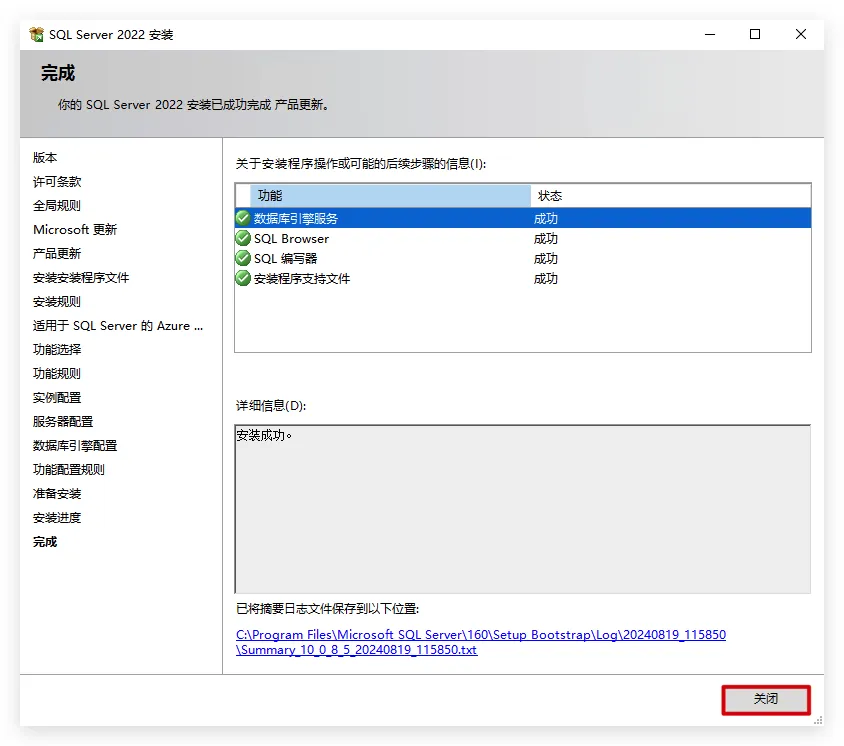 SQL Server 2022 安装
完成
你的 SQL Server 2022 安装已成功完成 产品更新。
版本
许可条款
全局规则
Microsoft 更新
产品更新
安装安装程序文件
安装规则
适用于 SQL Server 的 Azure ...
功能选择
功能规则
实例配置
服务器配置
数据库引擎配置
功能配置规则
准备安装
安装进度
完成
关于安装程序操作或可能的后续步骤的信息(I):
功能 状态
数据库引擎服务 成功
SQL Browser 成功
SQL 编写器 成功
安装程序支持文件 成功
详细信息(D):
安装成功。
已将摘要日志文件保存到以下位置:
C:\Program Files\Microsoft SQL Server\160\Setup Bootstrap\Log\20240819_115850
\Summary_10_0_8_5_20240819_115850.txt
关闭